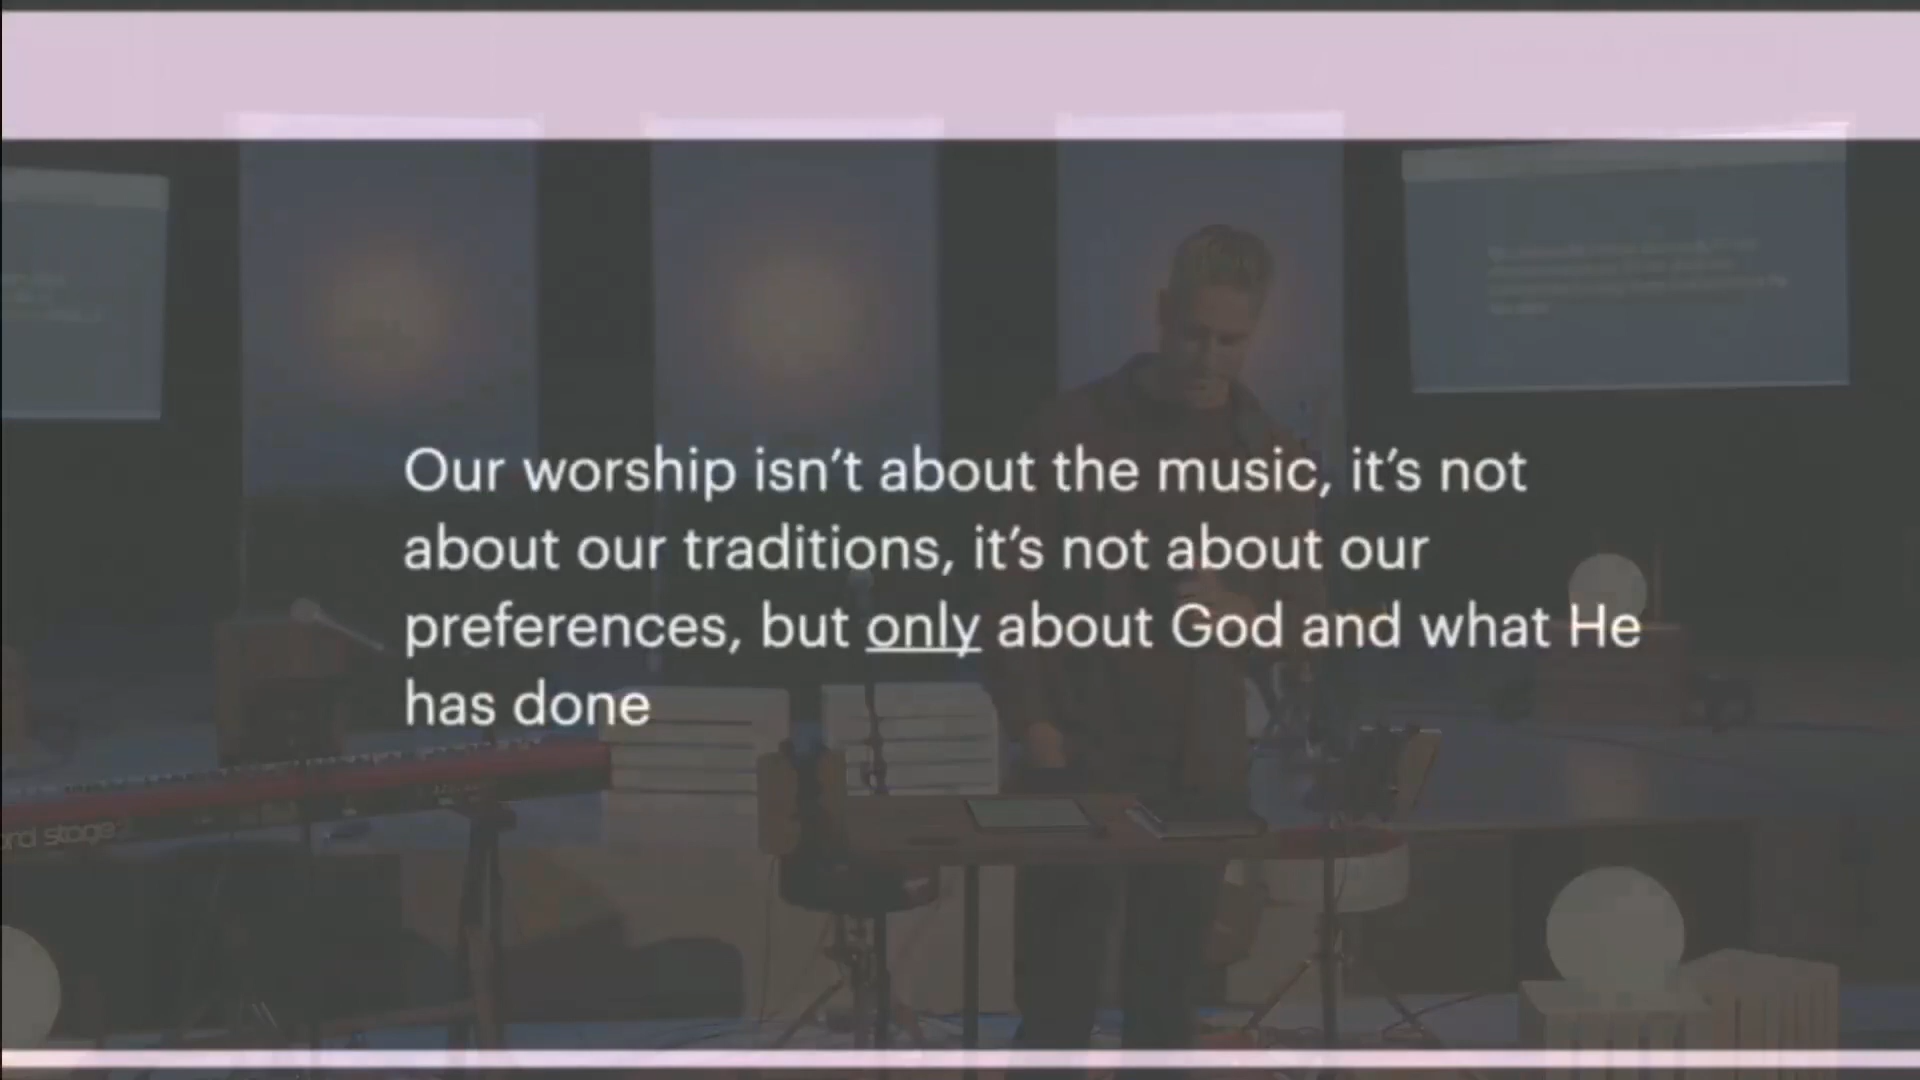 Our worship isn't about the music, it's not
about our traditions, it's not about our
preferences, but only about God and what He
has done
stage